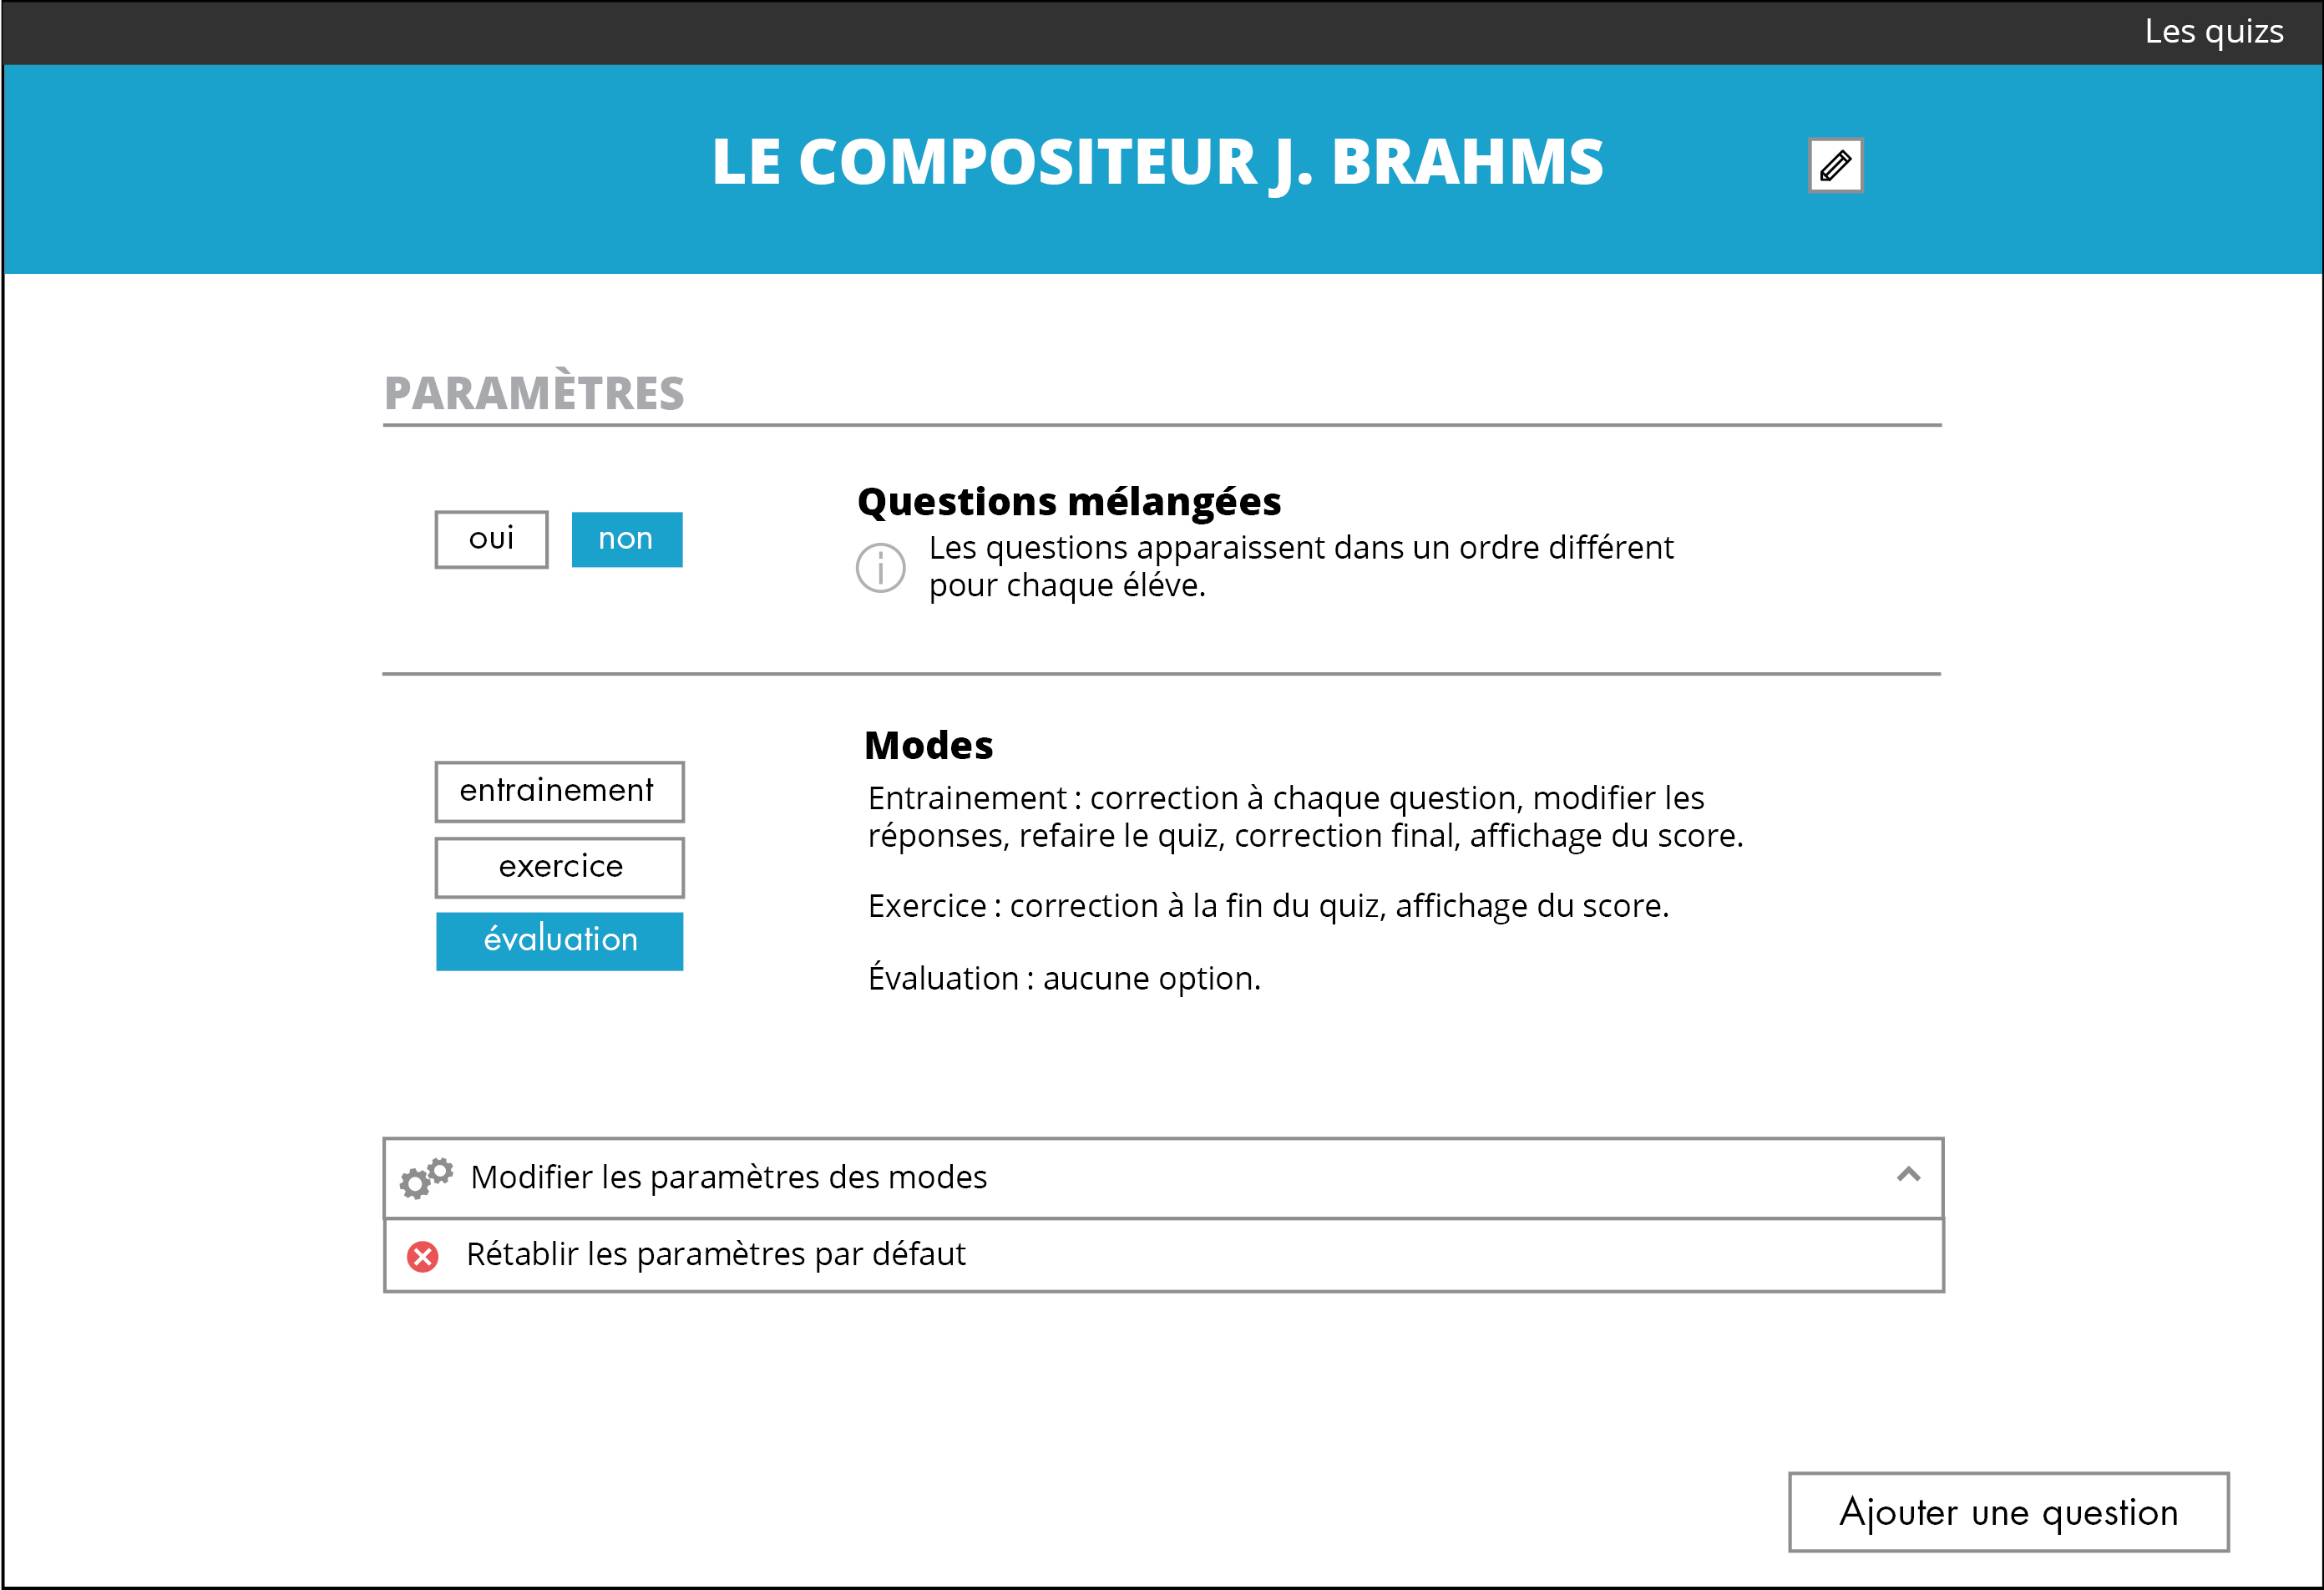 Les quizs
LE COMPOSITEUR J. BRAHMS
PARAMÈTRES
oui
non
Questions mélangées
Les questions apparaissent dans un ordre différent
pour chaque éléve.
entrainement
exercice
évaluation
Modes
Entrainement : correction à chaque question, modifier les
réponses, refaire le quiz, correction final, affichage du score.
Exercice : correction à la fin du quiz, affichage du score.
Évaluation : aucune option.
Modifier les paramètres des modes
Rétablir les paramètres par défaut
Ajouter une question